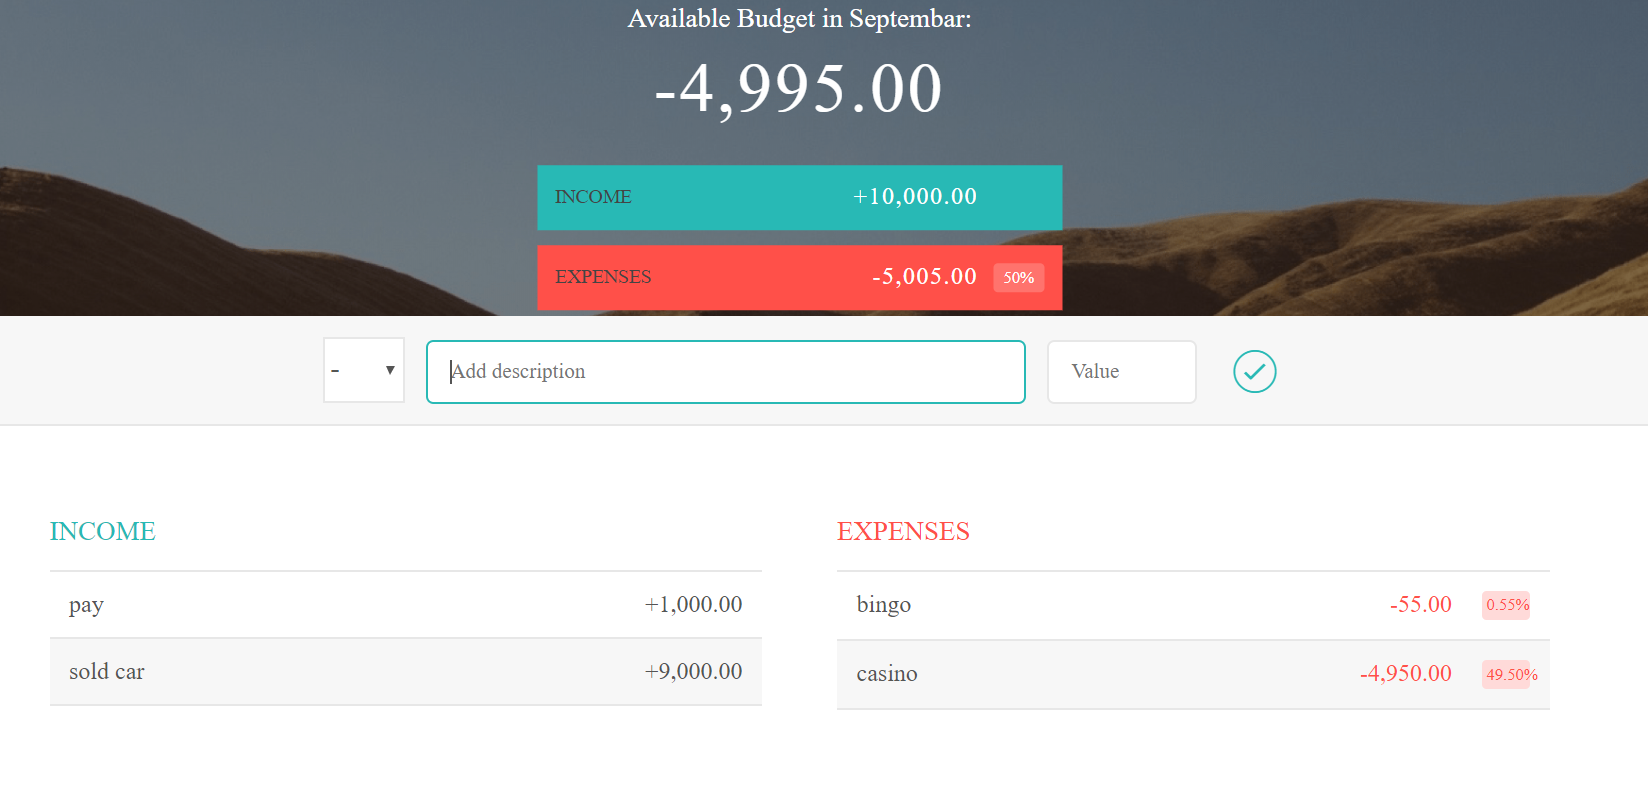 Available Budget in Septembar:
-4,995.00
INCOME +10,000.00
EXPENSES -5,005.00 50%
- Add description Value
INCOME
pay +1,000.00
sold car +9,000.00
EXPENSES
bingo -55.00 0.55%
casino -4,950.00 49.50%